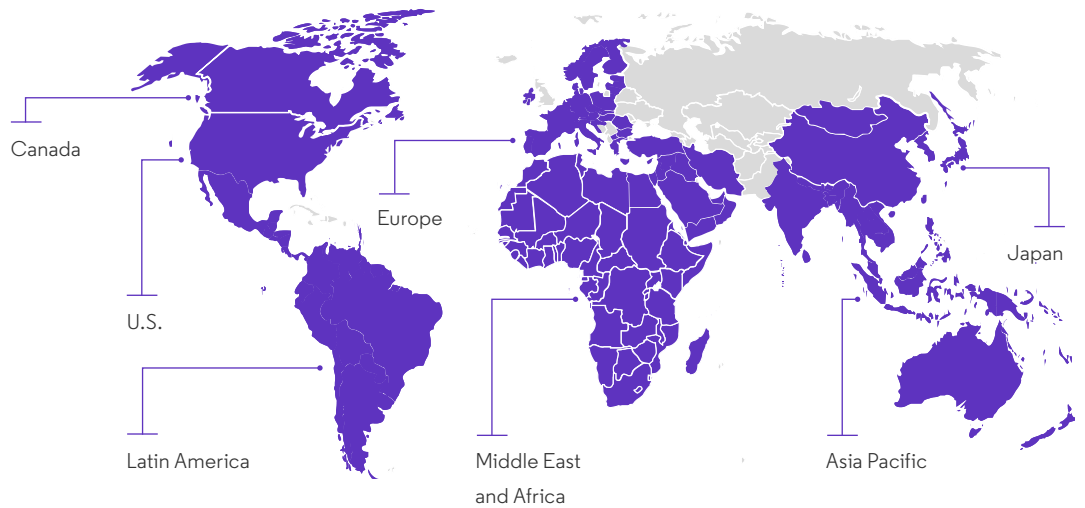 Canada
Europe
Japan
U.S.
Latin America
Middle East
and Africa
Asia Pacific